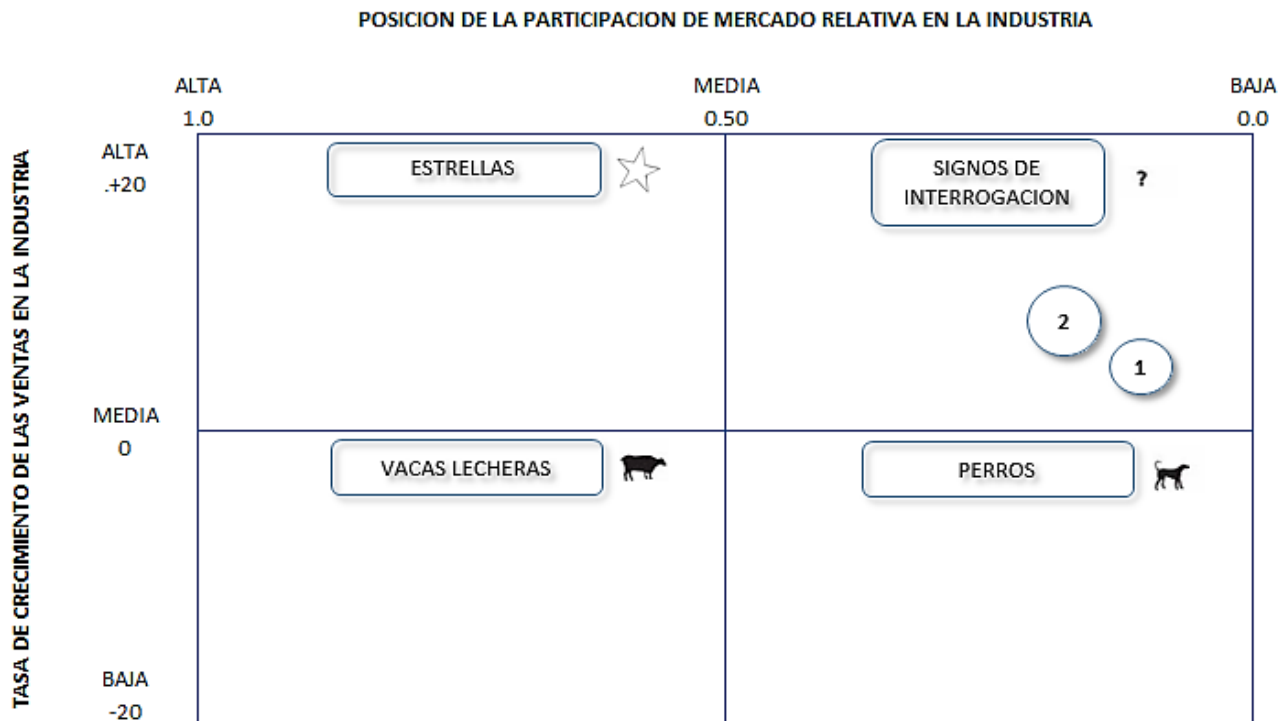 POSICION DE LA PARTICIPACION DE MERCADO RELATIVA EN LA INDUSTRIA
ALTA
MEDIA
BAJA
1.0
0.50
0.0
TASA DE CRECIMIENTO DE LAS VENTAS EN LA INDUSTRIA
ALTA
.+20
ESTRELLAS
SIGNOS DE
INTERROGACION
?
2
1
MEDIA
0
VACAS LECHERAS
PERROS
BAJA
-20